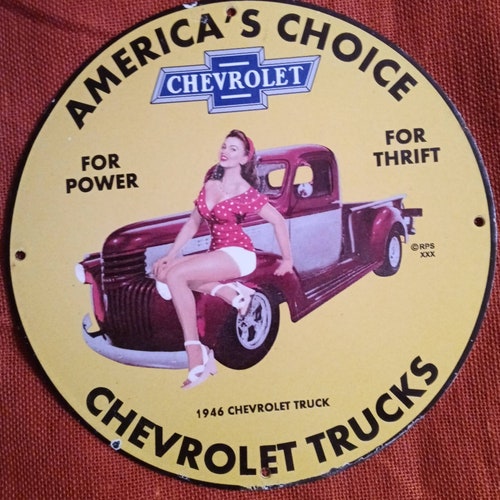 AMERICA'S CHOICE
CHEVROLET
FOR
POWER
FOR
THRIFT
©RPS
XXX
1946 CHEVROLET TRUCK
CHEVROLET TRUCKS